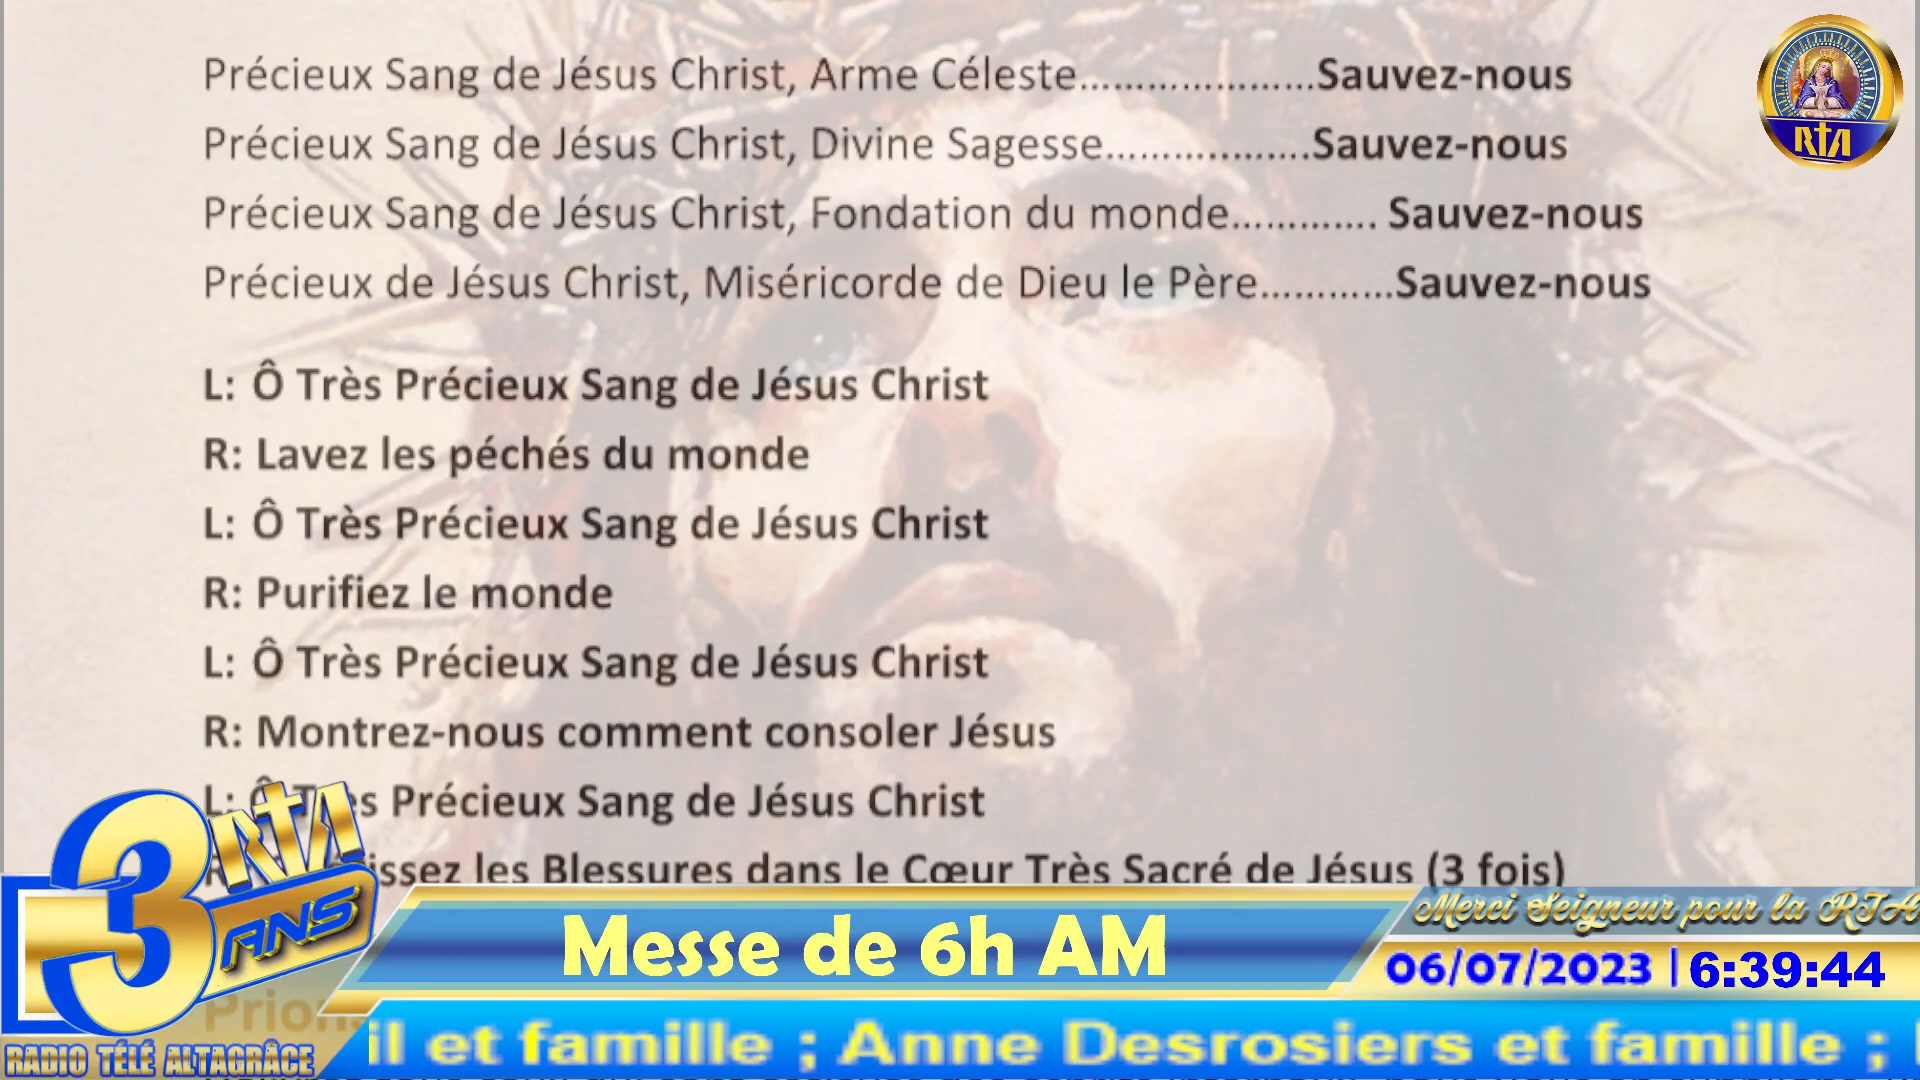 Précieux Sang de Jésus Christ, Arme Céleste........................Sauvez-nous
Précieux Sang de Jésus Christ, Divine Sagesse.....................Sauvez-nous
Précieux Sang de Jésus Christ, Fondation du monde............... Sauvez-nous
Précieux de Jésus Christ, Miséricorde de Dieu le Père..............Sauvez-nous
L: Ô Très Précieux Sang de Jésus Christ
R: Lavez les péchés du monde
L: Ô Très Précieux Sang de Jésus Christ
R: Purifiez le monde
L: Ô Très Précieux Sang de Jésus Christ
R: Montrez-nous comment consoler Jésus
L: Ô Très Précieux Sang de Jésus Christ
les Blessures dans le Cœur Très Sacré de Jésus (3 fois)
RTA
3 RTA
ANS
Messe de 6h AM
Merci Seigneur pour la RTA
06/07/2023 | 6:39:44
RADIO TÉLÉ ALTAGRÂCE
et famille ; Anne Desrosiers et famille ;